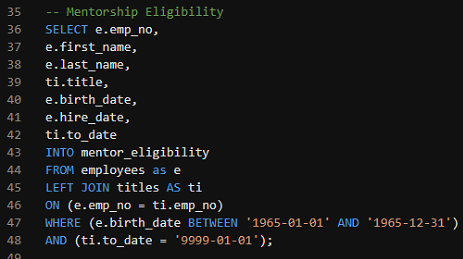 35 -- Mentorship Eligibility
36 SELECT e.emp_no,
37 e.first_name,
38 e.last_name,
39 ti.title,
40 e.birth_date,
41 e.hire_date,
42 ti.to_date
43 INTO mentor_eligibility
44 FROM employees as e
45 LEFT JOIN titles AS ti
46 ON (e.emp_no = ti.emp_no)
47 WHERE (e.birth_date BETWEEN '1965-01-01' AND '1965-12-31')
48 AND (ti.to_date = '9999-01-01');
49